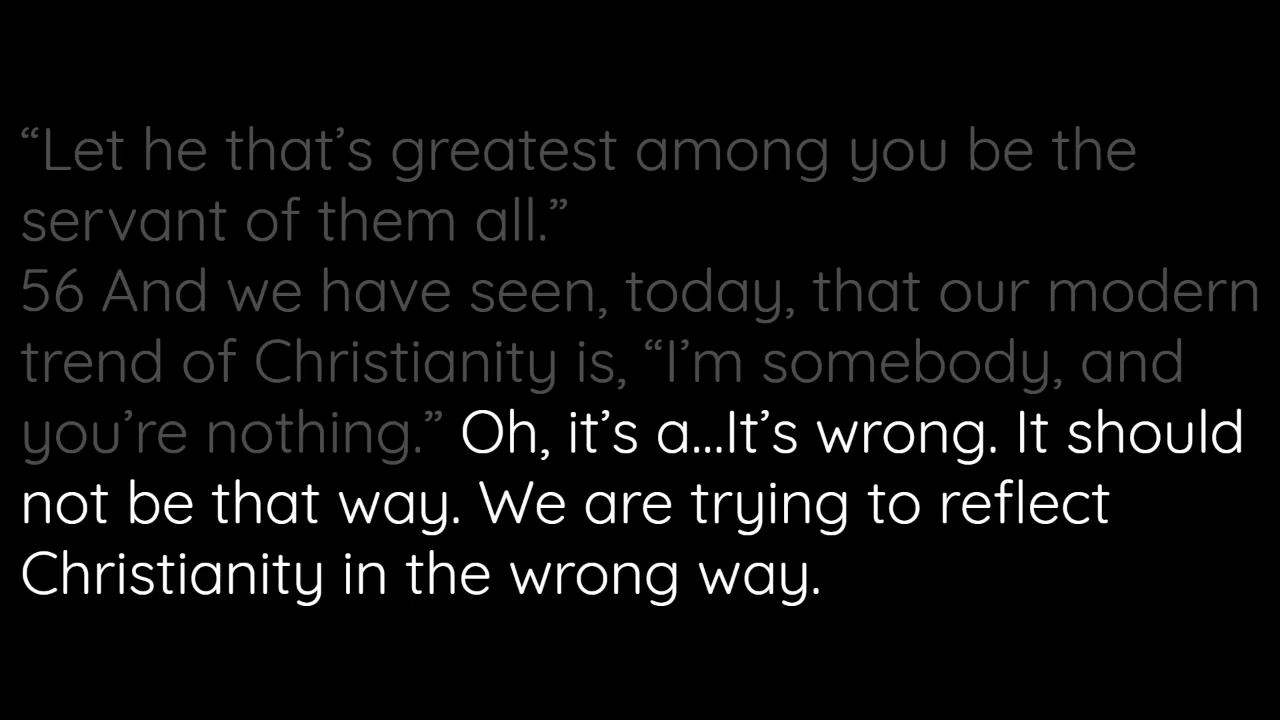 “Let he that’s greatest among you be the
servant of them all.”
56 And we have seen, today, that our modern
trend of Christianity is, “I’m somebody, and
you’re nothing.” Oh, it’s a...It’s wrong. It should
not be that way. We are trying to reflect
Christianity in the wrong way.